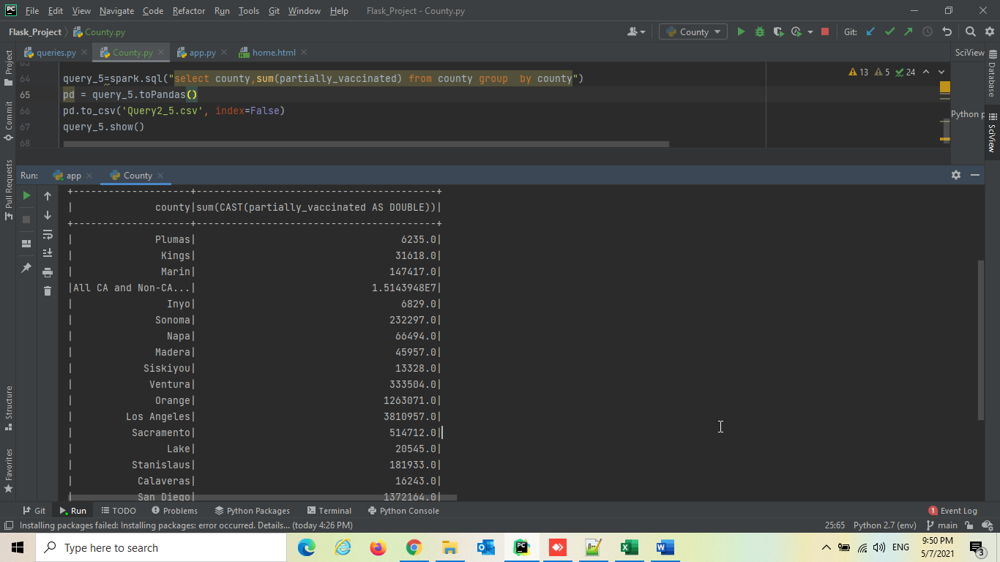 PC File Edit View Navigate Code Refactor Run Tools Git Window Help Flask_Project - County.py
Flask_Project County.py County Git:
Project queries.py County.py app.py home.html SciView Database
64 query_5=spark.sql("select county,sum(partially_vaccinated) from county group  by county") 13 5 24
65 pd = query_5.toPandas()
66 pd.to_csv('Query2_5.csv', index=False) Python p
67 query_5.show()
68
Commit
Pull Requests
SciView
Run: app County
+--------------------+-----------------------------------------+
|              county|sum(CAST(partially_vaccinated AS DOUBLE))|
+--------------------+-----------------------------------------+
|              Plumas|                                   6235.0|
|               Kings|                                  31618.0|
|               Marin|                                 147417.0|
|All CA and Non-CA...|                              1.5143948E7|
|                Inyo|                                   6829.0|
|              Sonoma|                                 232297.0|
|                Napa|                                  66494.0|
|              Madera|                                  45957.0|
|            Siskiyou|                                  13328.0|
|             Ventura|                                 333504.0|
|              Orange|                                1263071.0|
|         Los Angeles|                                3810957.0|
|          Sacramento|                                 514712.0|
|                Lake|                                  20545.0|
|          Stanislaus|                                 181933.0|
|           Calaveras|                                  16243.0|
|           San Diego|                                1372164.0|
Structure
Favorites
Git Run TODO Problems Python Packages Terminal Python Console 1 Event Log
Installing packages failed: Installing packages: error occurred. Details... (today 4:26 PM) 25:65 Python 2.7 (env) main
Type here to search ENG 9:50 PM
5/7/2021 3